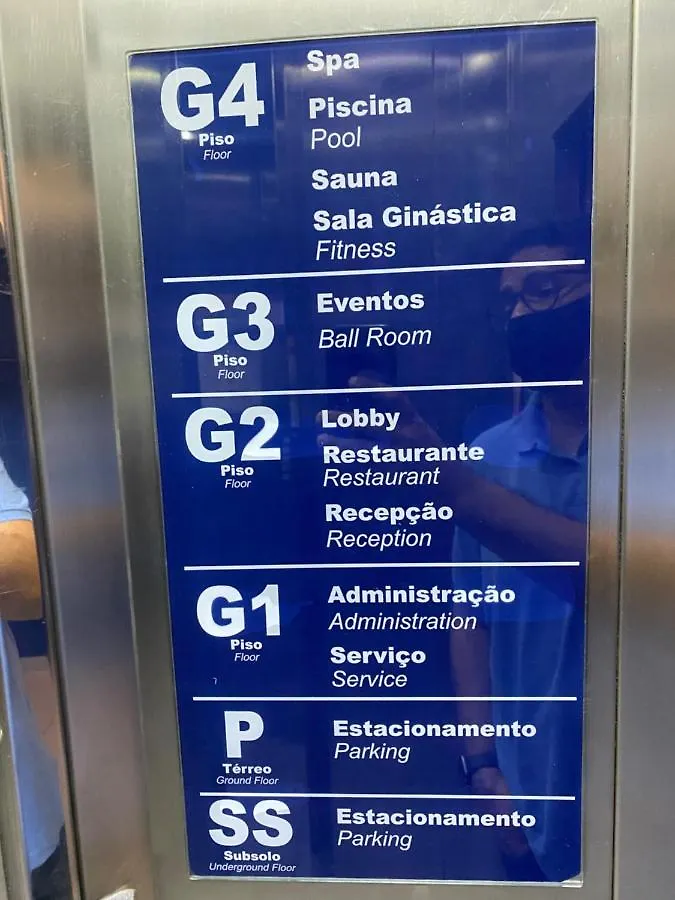 G4
Piso
Floor
Spa
Piscina
Pool
Sauna
Sala Ginástica
Fitness
G3
Piso
Floor
Eventos
Ball Room
G2
Piso
Floor
Lobby
Restaurante
Restaurant
Recepção
Reception
G1
Piso
Floor
Administração
Administration
Serviço
Service
P
Térreo
Ground Floor
Estacionamento
Parking
SS
Subsolo
Underground Floor
Estacionamento
Parking